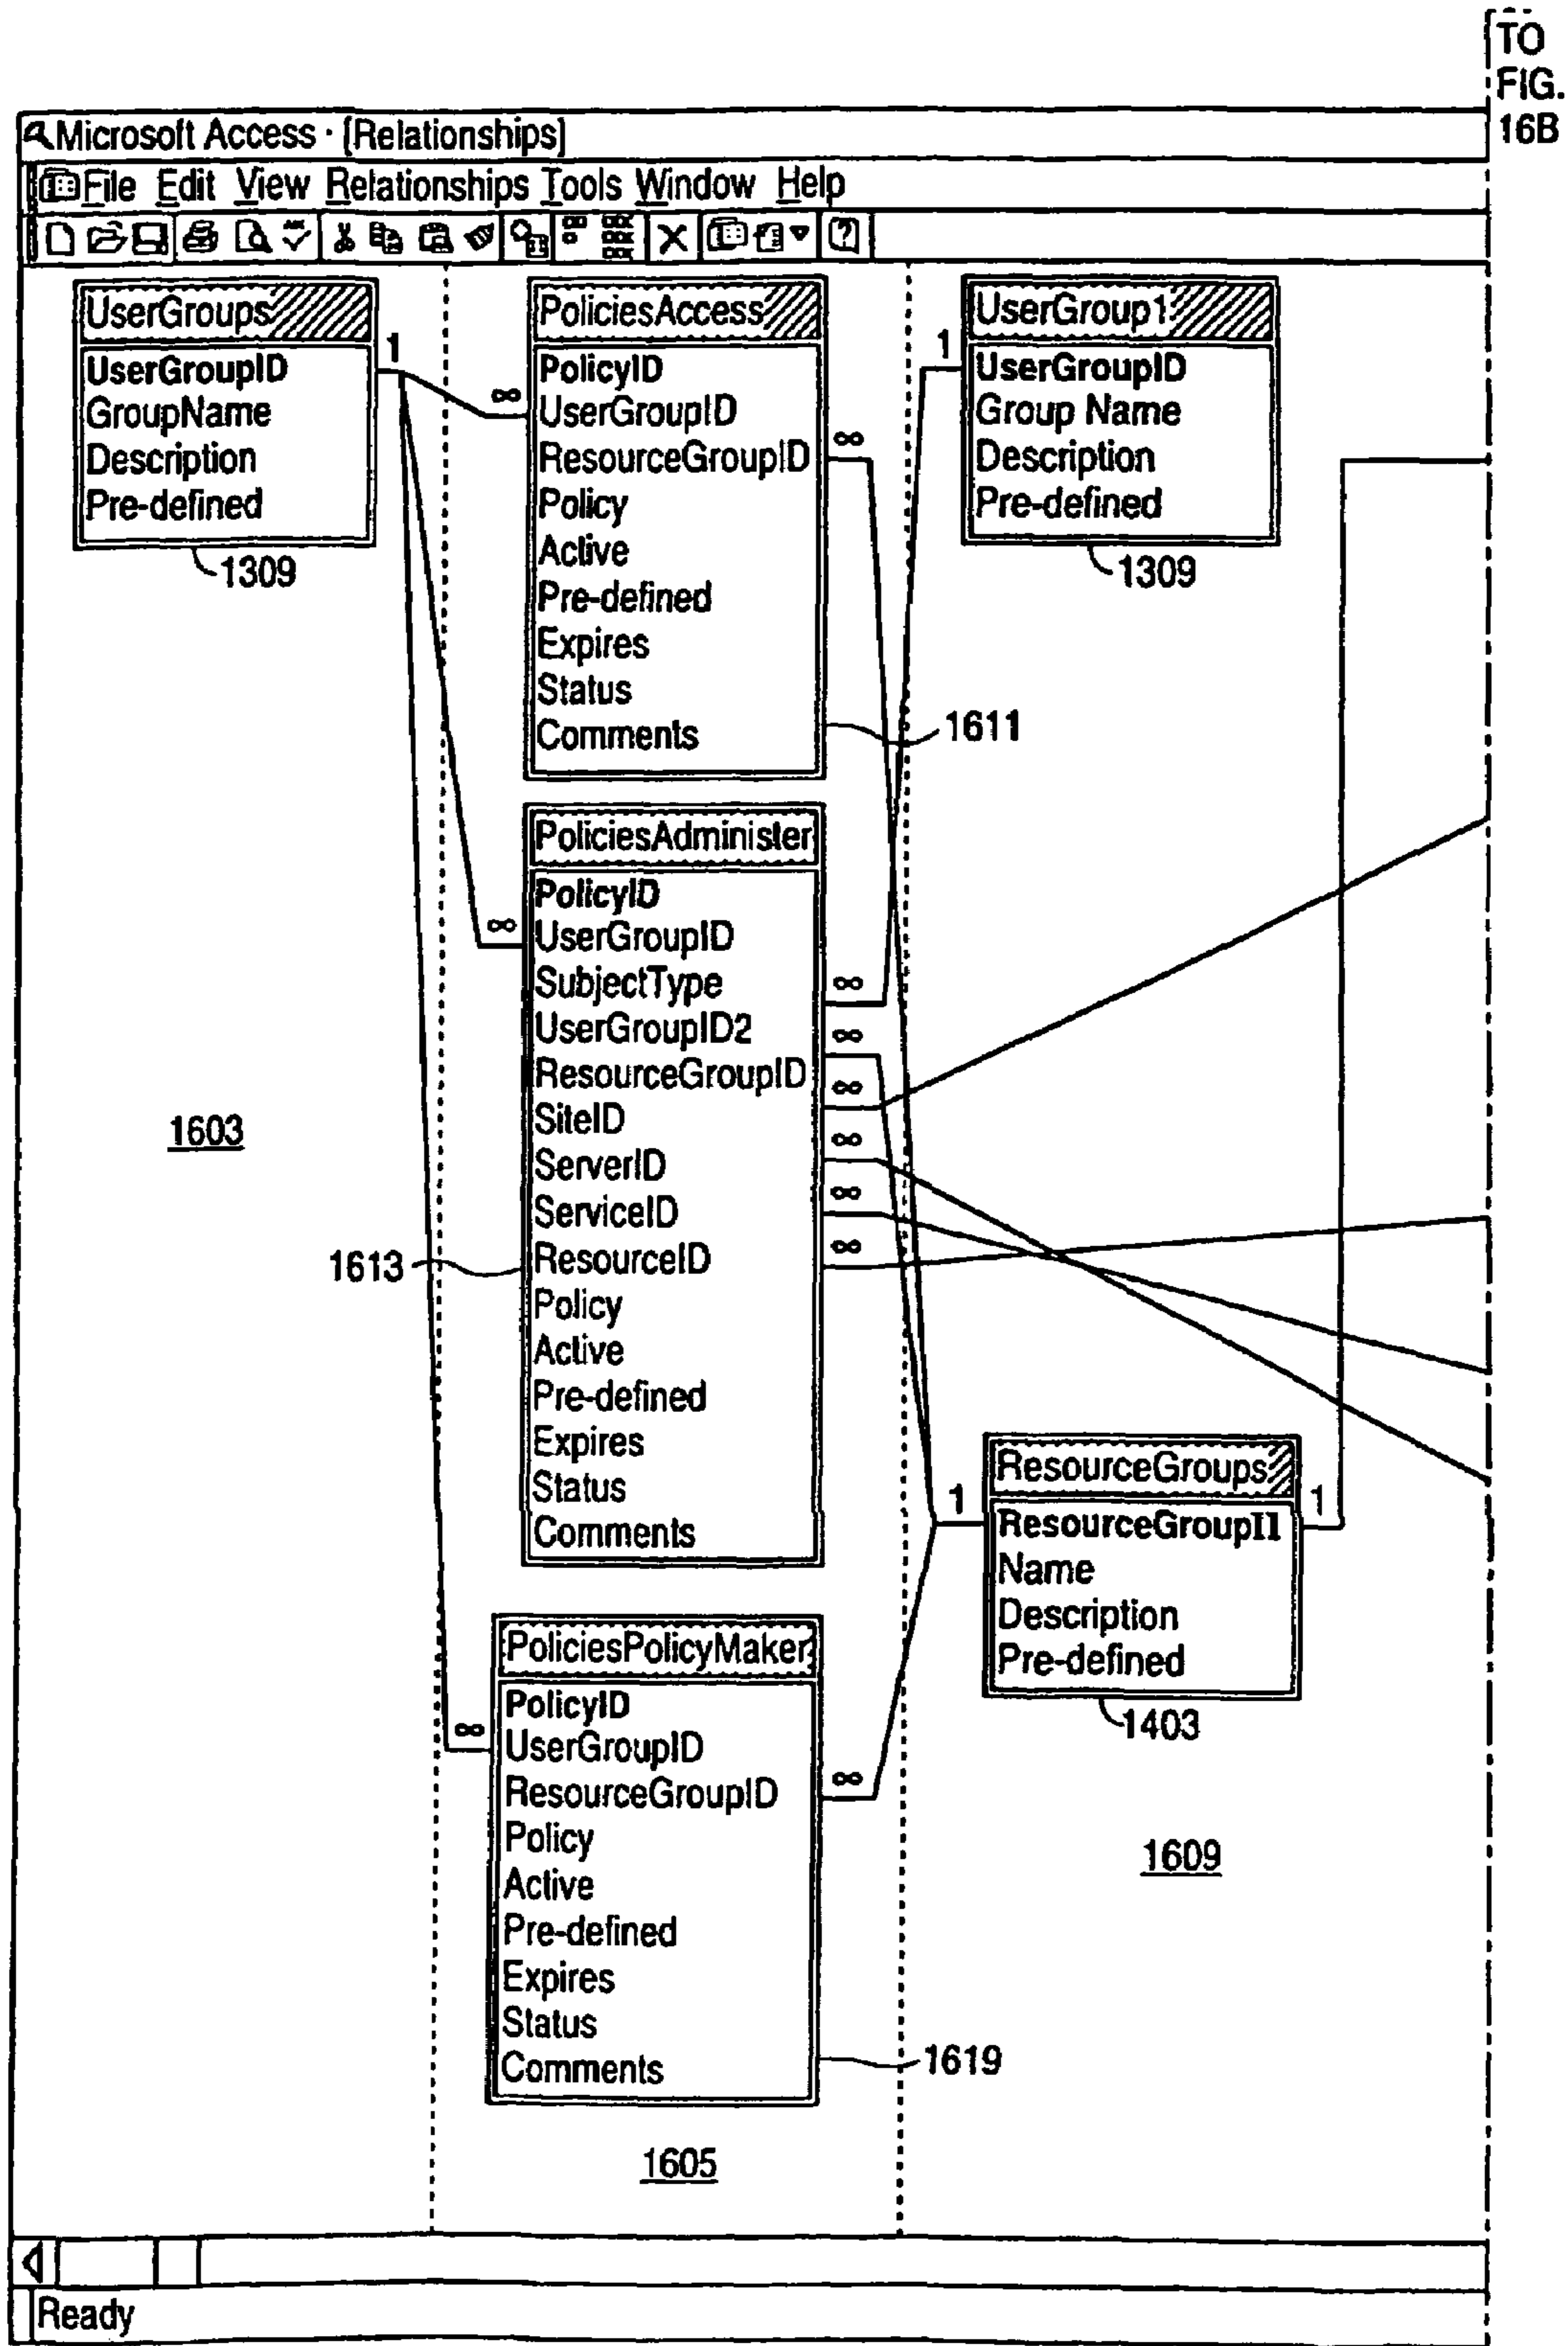 TO
FIG.
16B
Microsoft Access · [Relationships]
File Edit View Relationships Tools Window Help
UserGroups
UserGroupID
GroupName
Description
Pre-defined
1309
1
∞
∞
∞
1603
PoliciesAccess
PolicyID
UserGroupID
ResourceGroupID
Policy
Active
Pre-defined
Expires
Status
Comments
∞
1611
PoliciesAdminister
PolicyID
UserGroupID
SubjectType
UserGroupID2
ResourceGroupID
SiteID
ServerID
ServiceID
ResourceID
Policy
Active
Pre-defined
Expires
Status
Comments
∞
∞
∞
∞
∞
∞
1613
PoliciesPolicyMaker
PolicyID
UserGroupID
ResourceGroupID
Policy
Active
Pre-defined
Expires
Status
Comments
∞
1619
1605
UserGroup1
1
UserGroupID
Group Name
Description
Pre-defined
1309
ResourceGroups
1
1
ResourceGroupII
Name
Description
Pre-defined
1403
1609
Ready